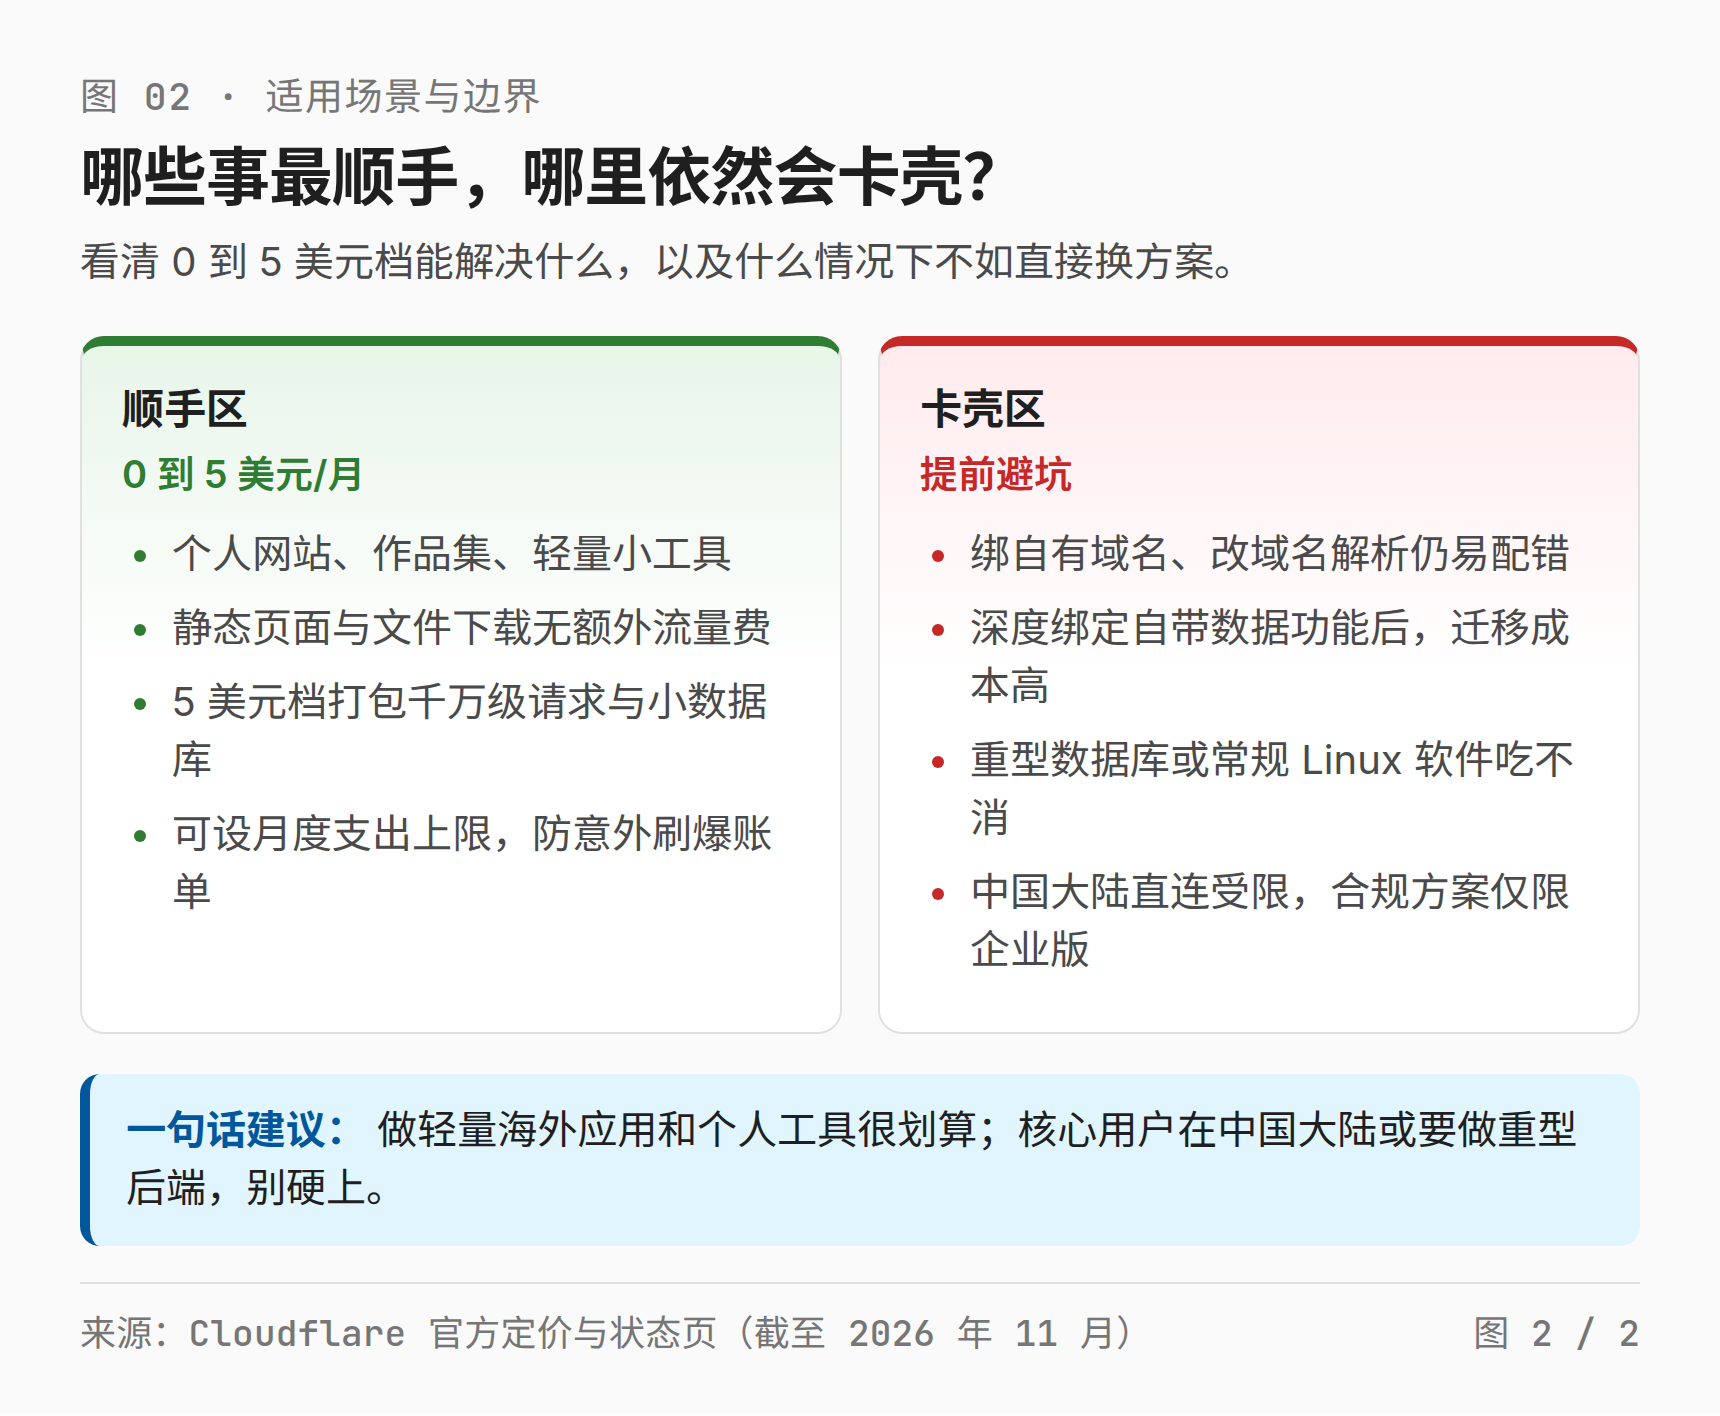 图 02 · 适用场景与边界
哪些事最顺手，哪里依然会卡壳？
看清 0 到 5 美元档能解决什么，以及什么情况下不如直接换方案。
顺手区
0 到 5 美元/月
• 个人网站、作品集、轻量小工具
• 静态页面与文件下载无额外流量费
• 5 美元档打包千万级请求与小数据
库
• 可设月度支出上限，防意外刷爆账
单
卡壳区
提前避坑
• 绑自有域名、改域名解析仍易配错
• 深度绑定自带数据功能后，迁移成
本高
• 重型数据库或常规 Linux 软件吃不
消
• 中国大陆直连受限，合规方案仅限
企业版
一句话建议： 做轻量海外应用和个人工具很划算；核心用户在中国大陆或要做重型
后端，别硬上。
来源：Cloudflare 官方定价与状态页（截至 2026 年 11 月）
图 2 / 2